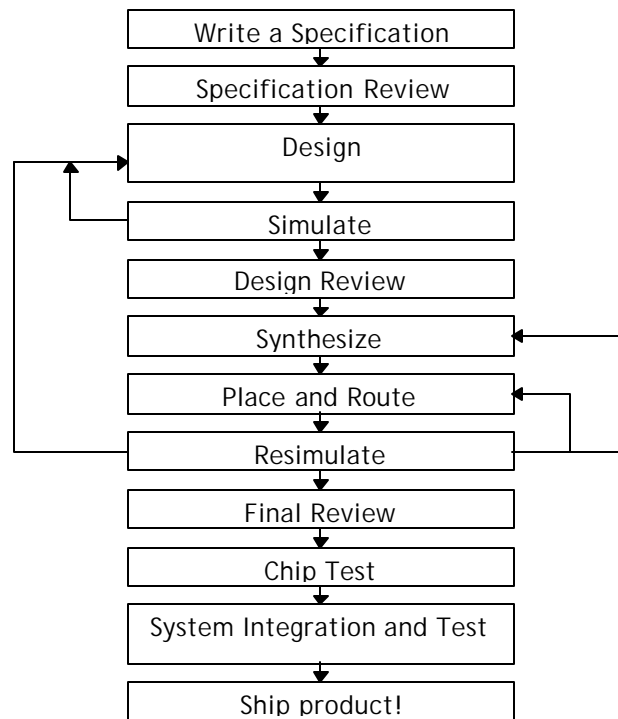 Write a Specification
Specification Review
Design
Simulate
Design Review
Synthesize
Place and Route
Resimulate
Final Review
Chip Test
System Integration and Test
Ship product!